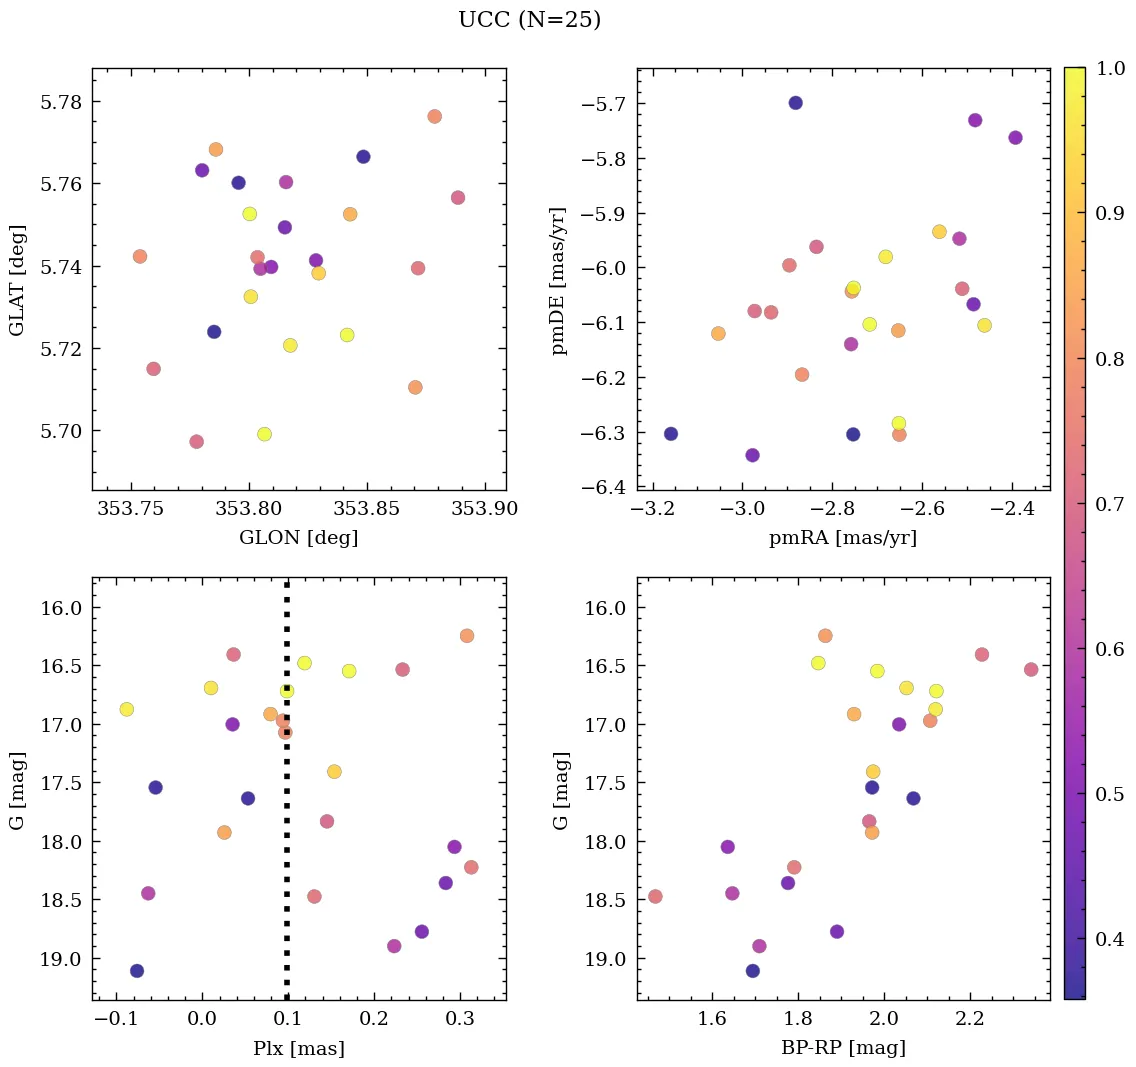 UCC (N=25)
5.78
5.76
5.74
5.72
5.70
GLAT [deg]
353.75 353.80 353.85 353.90
GLON [deg]
−5.7
−5.8
−5.9
−6.0
−6.1
−6.2
−6.3
−6.4
pmDE [mas/yr]
−3.2 −3.0 −2.8 −2.6 −2.4
pmRA [mas/yr]
16.0
16.5
17.0
17.5
18.0
18.5
19.0
G [mag]
−0.1 0.0 0.1 0.2 0.3
Plx [mas]
16.0
16.5
17.0
17.5
18.0
18.5
19.0
G [mag]
1.6 1.8 2.0 2.2
BP-RP [mag]
1.0
0.9
0.8
0.7
0.6
0.5
0.4